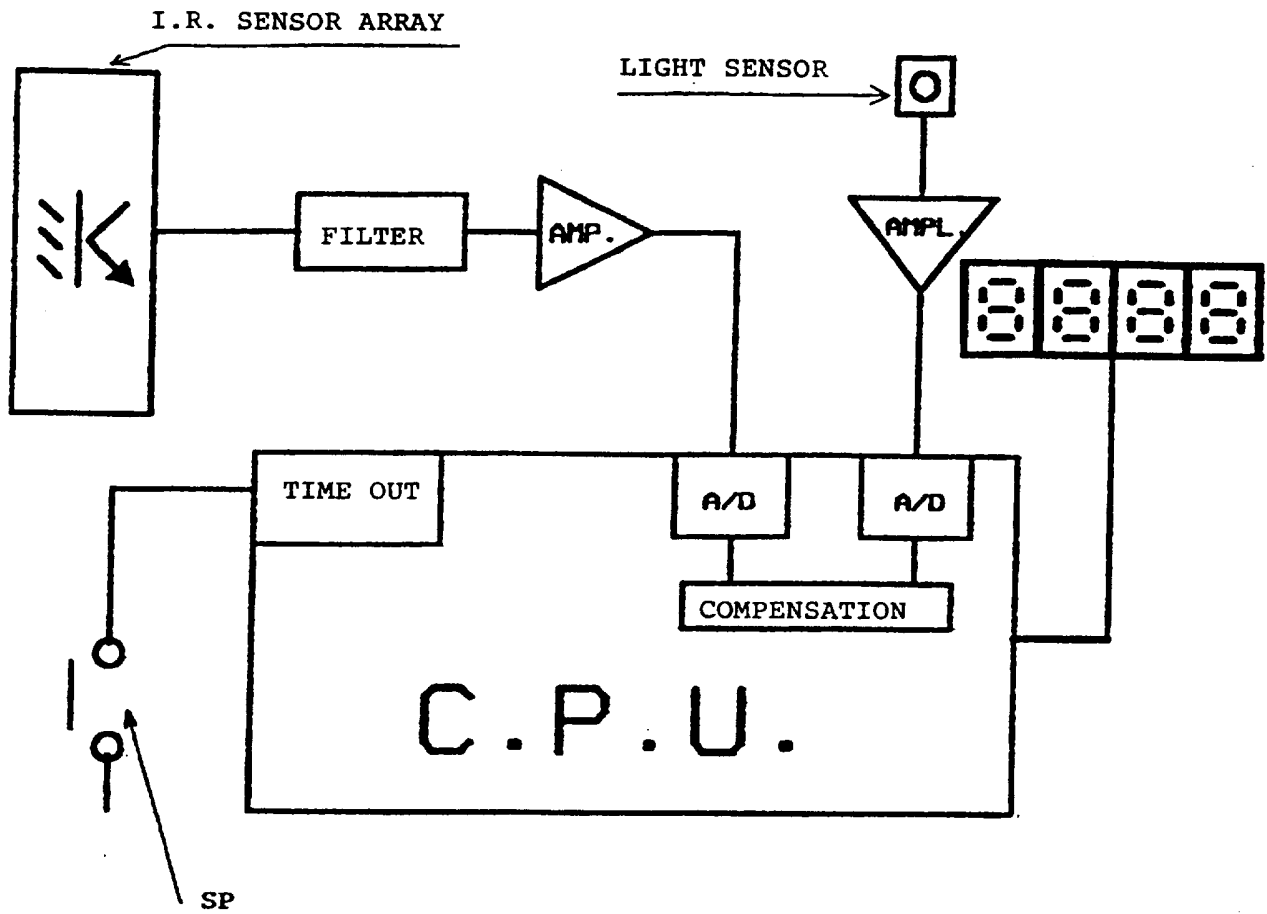 I.R. SENSOR ARRAY
LIGHT SENSOR
FILTER
AMP.
AMPL.
8888
TIME OUT
A/D
A/D
COMPENSATION
C.P.U.
SP